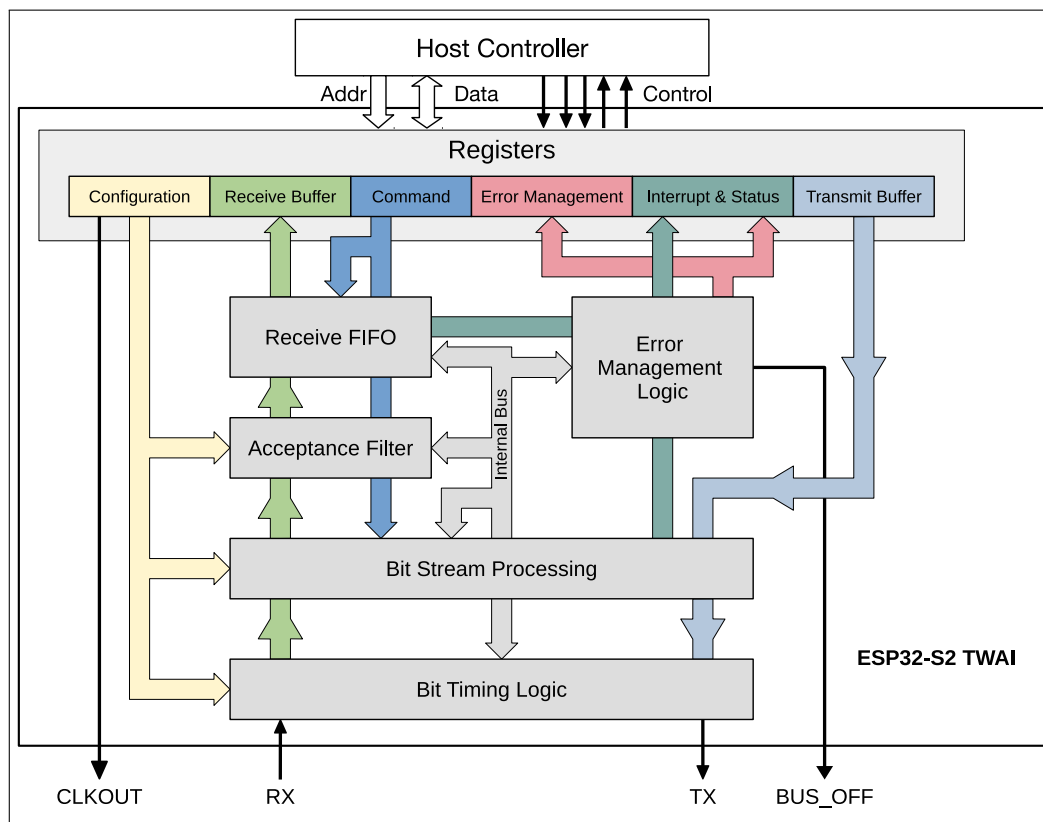 Host Controller
Addr
Data
Control
Registers
Configuration
Receive Buffer
Command
Error Management
Interrupt & Status
Transmit Buffer
Receive FIFO
Error
Management
Logic
Internal Bus
Acceptance Filter
Bit Stream Processing
ESP32-S2 TWAI
Bit Timing Logic
CLKOUT
RX
TX
BUS_OFF